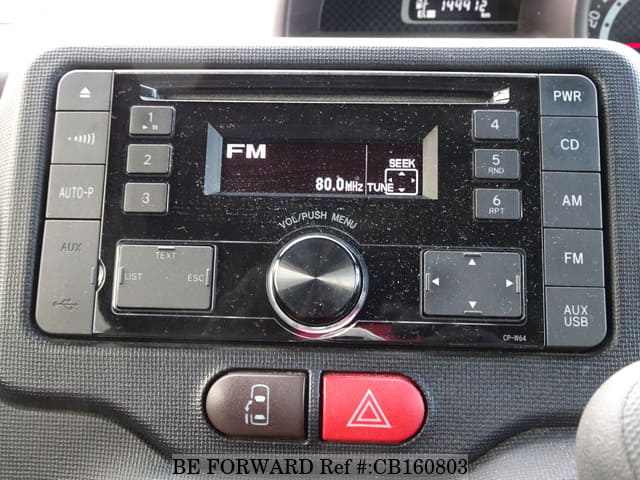 144412
PWR
1
4
2
5
RND
CD
FM
SEEK
80.0MHz TUNE
AUTO-P
3
6
RPT
AM
VOL/PUSH MENU
AUX
TEXT
LIST
ESC
FM
AUX
USB
CP-W64
BE FORWARD Ref #:CB160803